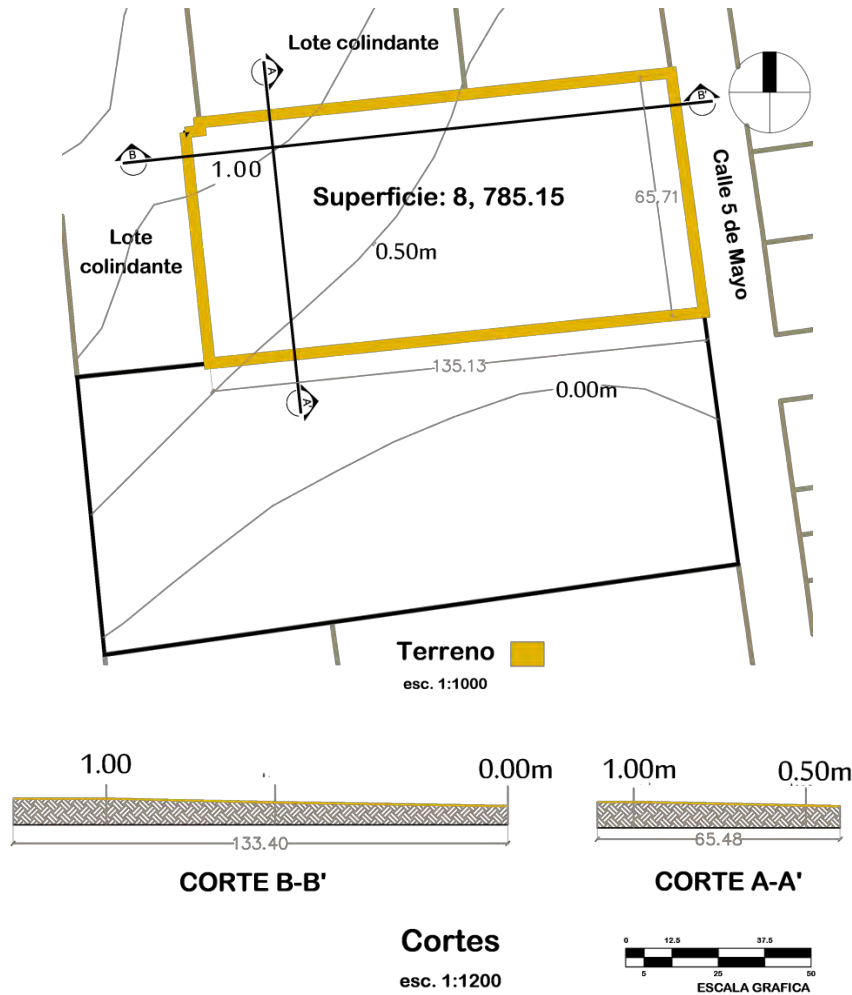 Lote colindante
A
B'
B
1.00
Superficie: 8, 785.15
65.71
Calle 5 de Mayo
Lote
colindante
0.50m
135.13
0.00m
A'
Terreno
esc. 1:1000
1.00
0.00m
1.00m
0.50m
133.40
65.48
CORTE B-B'
CORTE A-A'
Cortes
esc. 1:1200
0 12.5 37.5
5 25 50
ESCALA GRAFICA